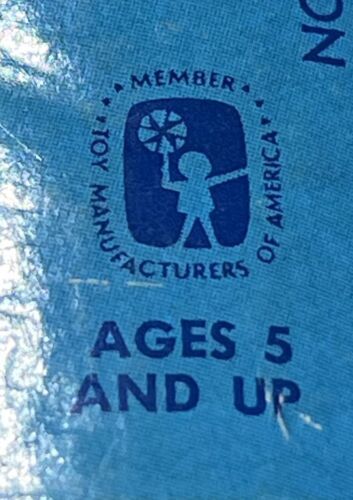 MEMBER
TOY MANUFACTURERS OF AMERICA
AGES 5
AND UP